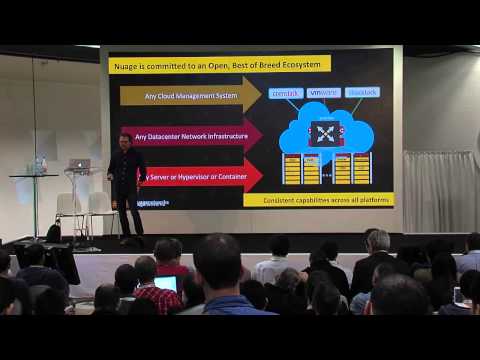 Nuage is committed to an Open, Best of Breed Ecosystem
Any Cloud Management System
openstack
vmware
cloudstack
Any Datacenter Network Infrastructure
Server or Hypervisor or Container
Consistent capabilities across all platforms